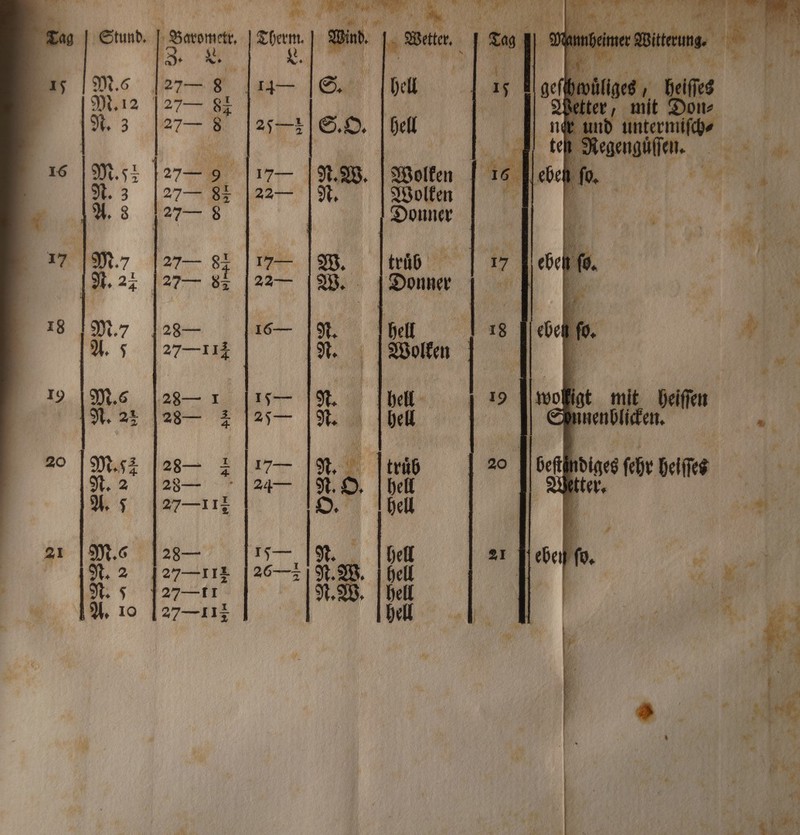 Tag | Stund. | Barometr. | Therm. | Wind. | Wetter. | Tag | Mannheimer Witterung.
Z. L. | L.
15 | M.6 | 27— 8 | 14— | S. | hell | 15 | geschwüliges, heisses
M.12 | 27— 8¼ | Wetter, mit Don⸗
N. 3 | 27— 8 | 25—½ | S.O. | hell | ner und untermisch⸗
ten Regengüssen.
16 | M.5½ | 27— 9 | 17— | N.W. | Wolken | 16 | eben so.
N. 3 | 27— 8½ | 22— | N. | Wolken
A. 8 | 27— 8 | Donner
17 | M.7 | 27— 8¼ | 17— | W. | trüb | 17 | eben so.
N. 2¼ | 27— 8½ | 22— | W. | Donner
18 | M.7 | 28— | 16— | N. | hell | 18 | eben so.
A. 5 | 27—11¾ | N. | Wolken
19 | M.6 | 28— 1 | 15— | N. | hell | 19 | wolkigt mit heissen
N. 2½ | 28— ¾ | 25— | N. | hell | Sonnenblicken.
20 | M.5¾ | 28— ¼ | 17— | N. | trüb | 20 | beständiges sehr heisses
N. 2 | 28— | 24— | N.O. | hell | Wetter.
A. 5 | 27—11½ | O. | hell
21 | M.6 | 28— | 15— | N. | hell | 21 | eben so.
N. 2 | 27—11½ | 26—½ | N.W. | hell
N. 5 | 27—11 | N.W. | hell
A. 10 | 27—11½ | hell